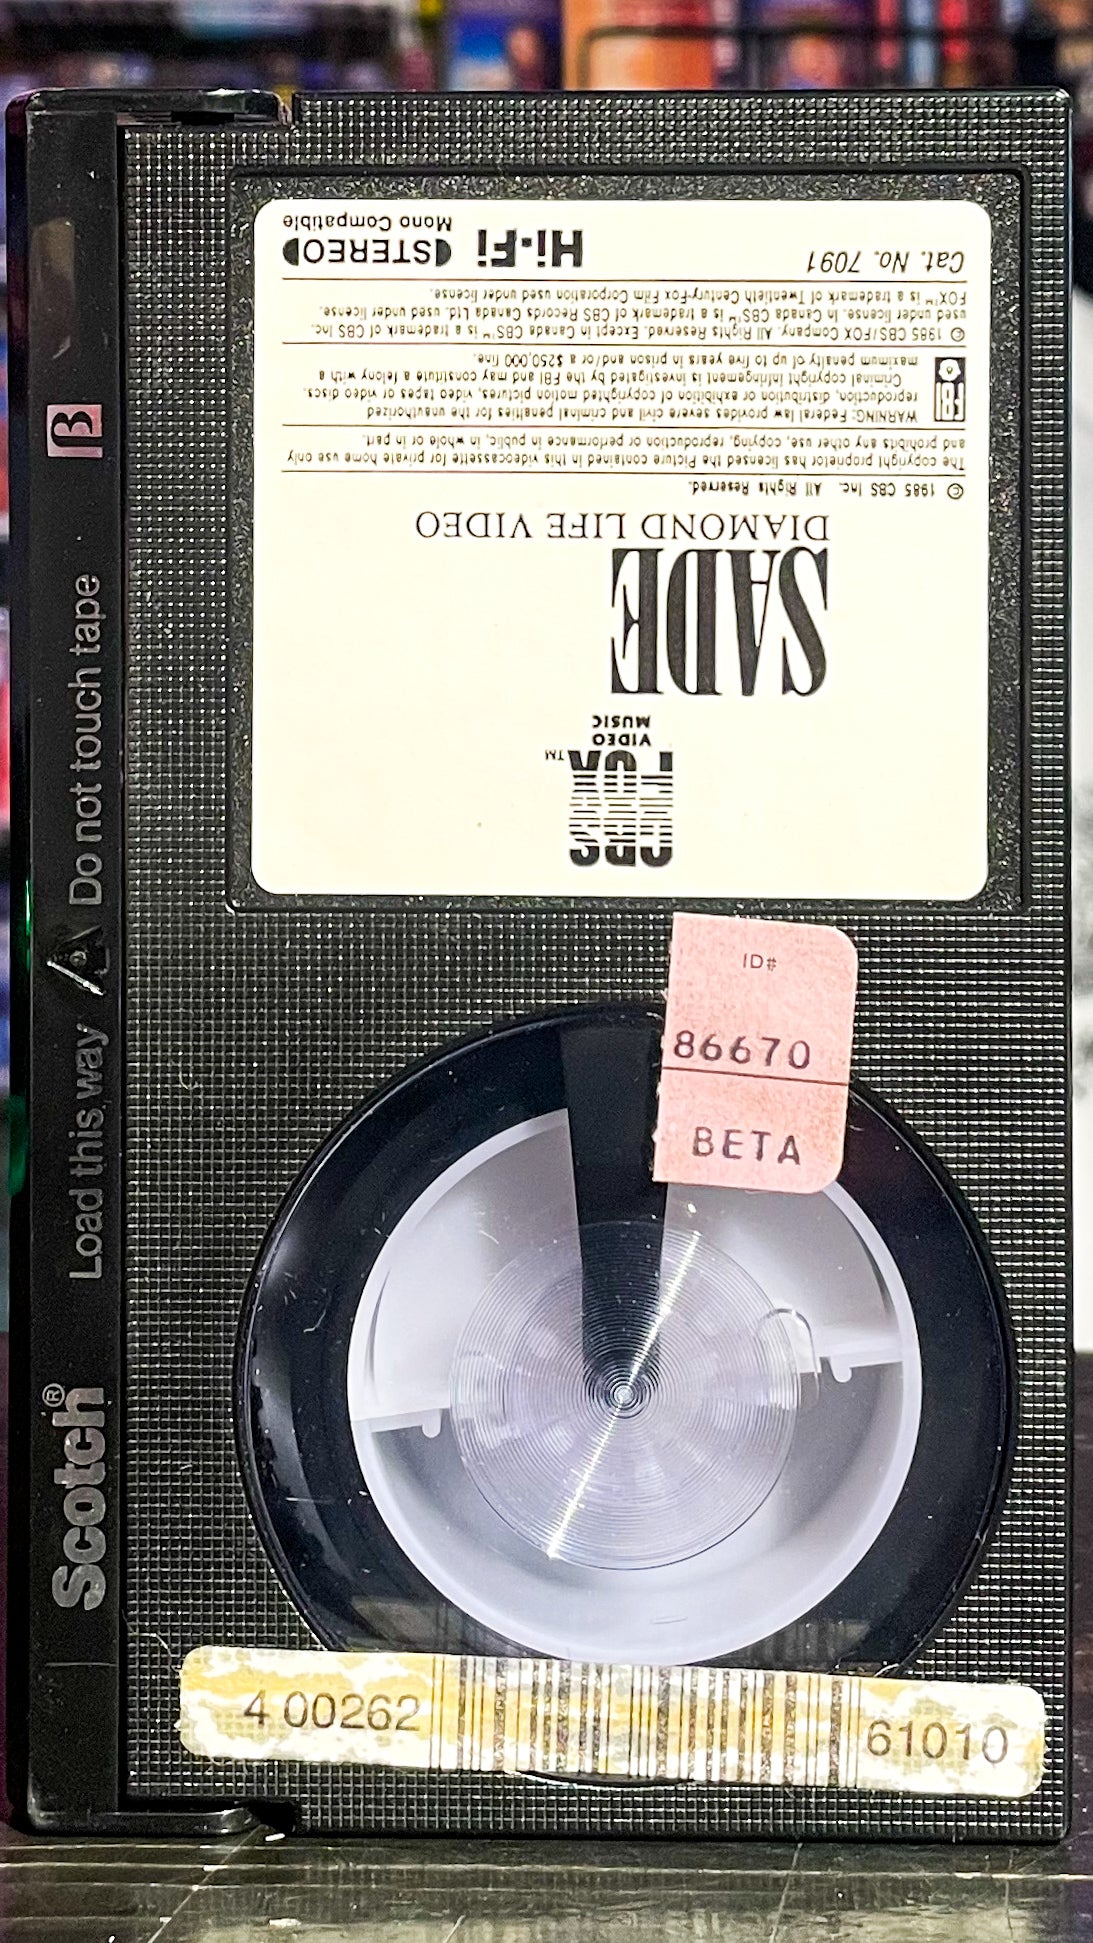 β
Do not touch tape
Load this way
Scotch®
CBS
FOX™
VIDEO
MUSIC
SADE
DIAMOND LIFE VIDEO
© 1985 CBS Inc. All Rights Reserved.
The copyright proprietor has licensed the Picture contained in this videocassette for private home use only
and prohibits any other use, copying, reproduction or performance in public, in whole or in part.
FBI
WARNING: Federal law provides severe civil and criminal penalties for the unauthorized
reproduction, distribution or exhibition of copyrighted motion pictures, video tapes or video discs.
Criminal copyright infringement is investigated by the FBI and may constitute a felony with a
maximum penalty of up to five years in prison and/or a $250,000 fine.
© 1985 CBS/FOX Company. All Rights Reserved. Except in Canada CBS™ is a trademark of CBS Inc.
used under license. In Canada CBS™ is a trademark of CBS Records Canada Ltd. used under license.
FOX™ is a trademark of Twentieth Century-Fox Film Corporation used under license.
Cat. No. 7091
Hi-Fi
STEREO
Mono Compatible
ID#
86670
BETA
4 00262 61010